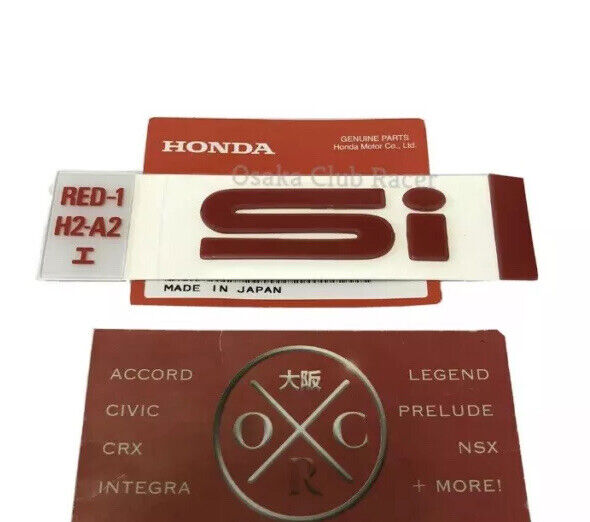 HONDA
GENUINE PARTS
Honda Motor Co., Ltd.
Osaka Club Racer
RED-1
H2-A2
エ
Si
MADE IN JAPAN
ACCORD
CIVIC
CRX
INTEGRA
大阪
O C
R
LEGEND
PRELUDE
NSX
+ MORE!